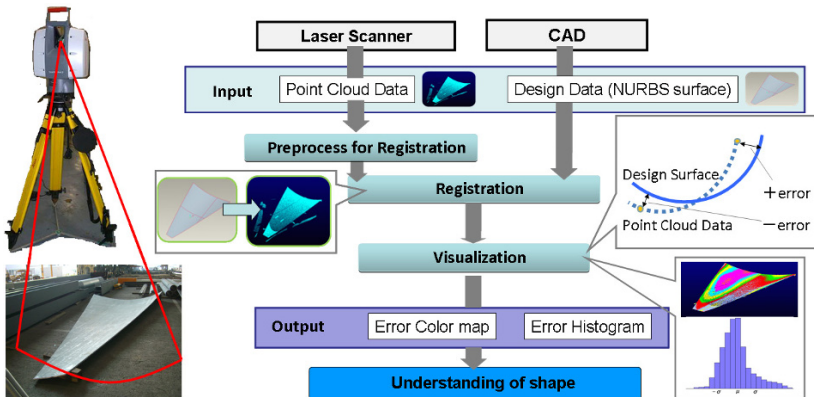 Laser Scanner
CAD
Input
Point Cloud Data
Design Data (NURBS surface)
Preprocess for Registration
Registration
Design Surface
+error
Point Cloud Data
−error
Visualization
Output
Error Color map
Error Histogram
−σ μ σ
Understanding of shape